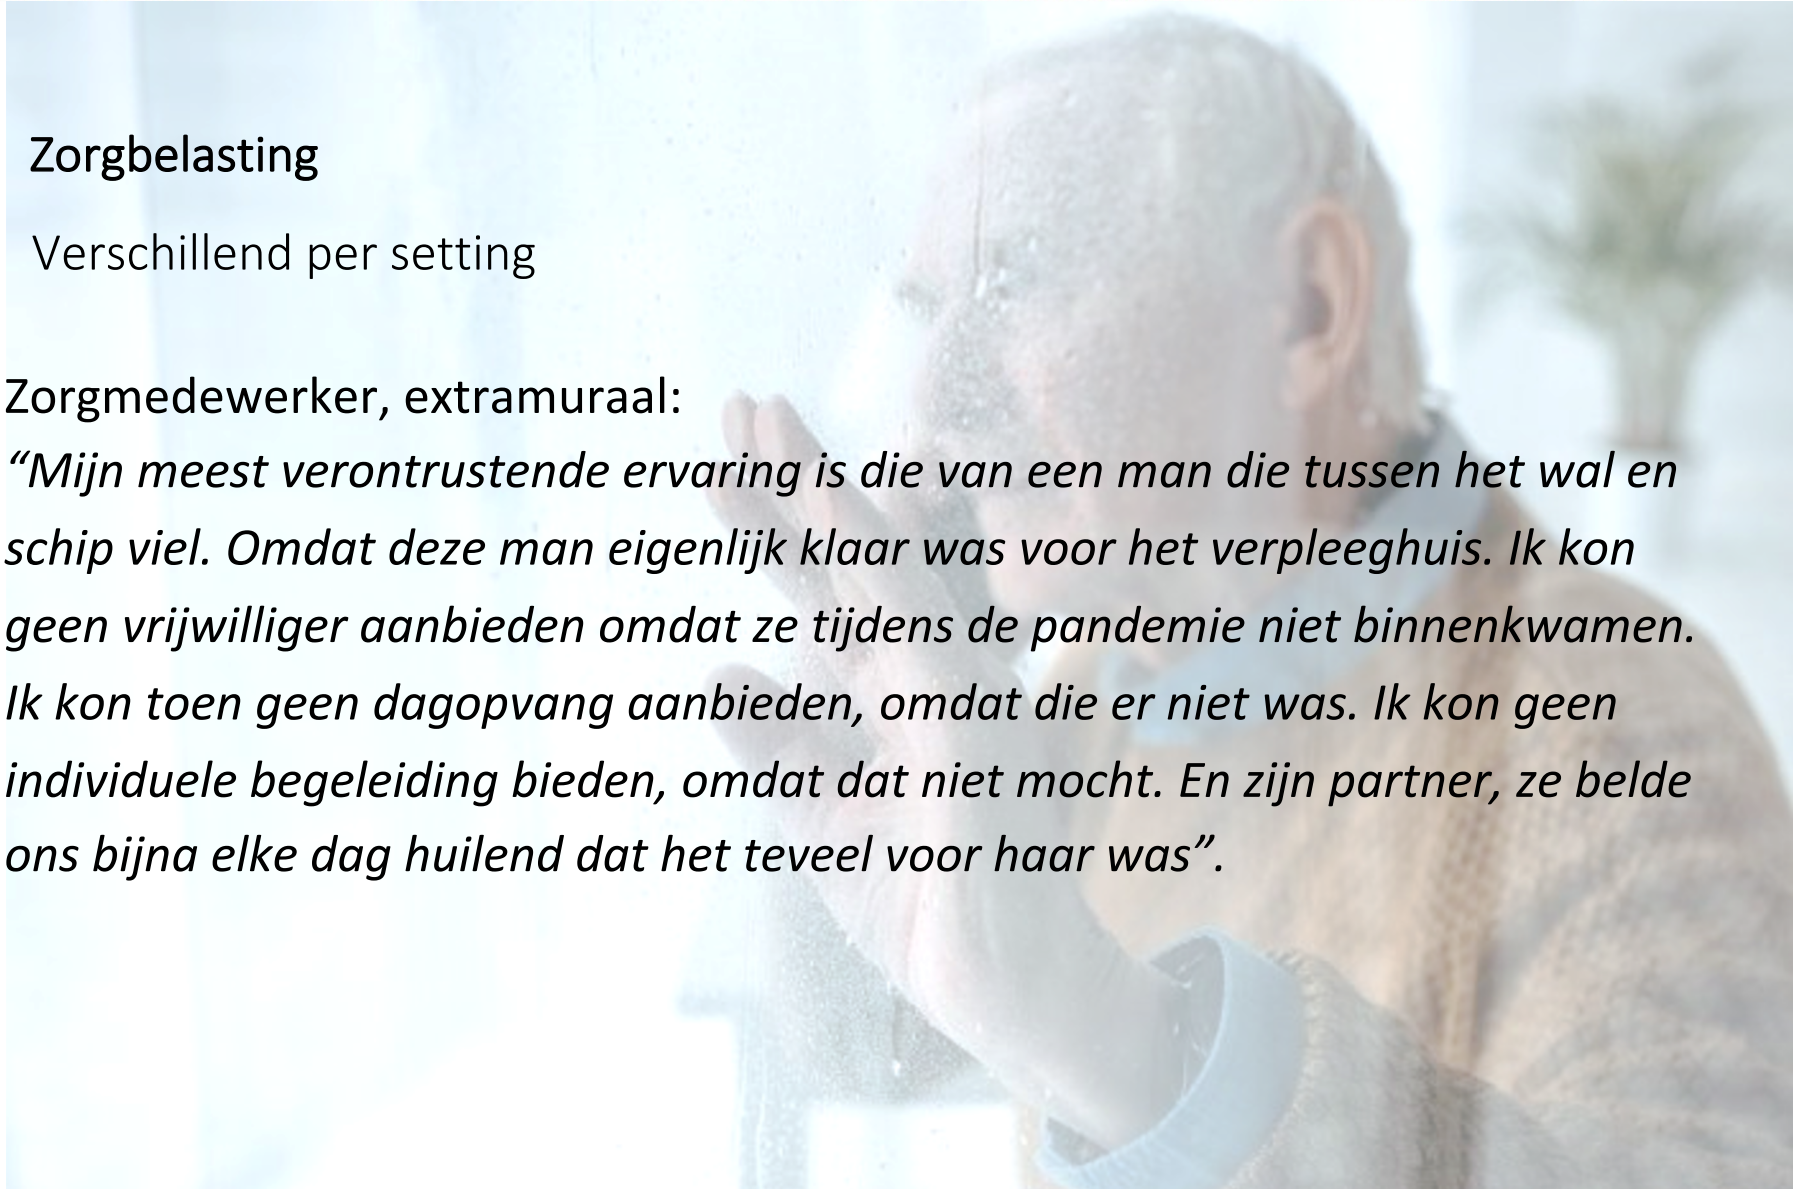 Zorgbelasting
Verschillend per setting
Zorgmedewerker, extramuraal:
“Mijn meest verontrustende ervaring is die van een man die tussen het wal en
schip viel. Omdat deze man eigenlijk klaar was voor het verpleeghuis. Ik kon
geen vrijwilliger aanbieden omdat ze tijdens de pandemie niet binnenkwamen.
Ik kon toen geen dagopvang aanbieden, omdat die er niet was. Ik kon geen
individuele begeleiding bieden, omdat dat niet mocht. En zijn partner, ze belde
ons bijna elke dag huilend dat het teveel voor haar was”.